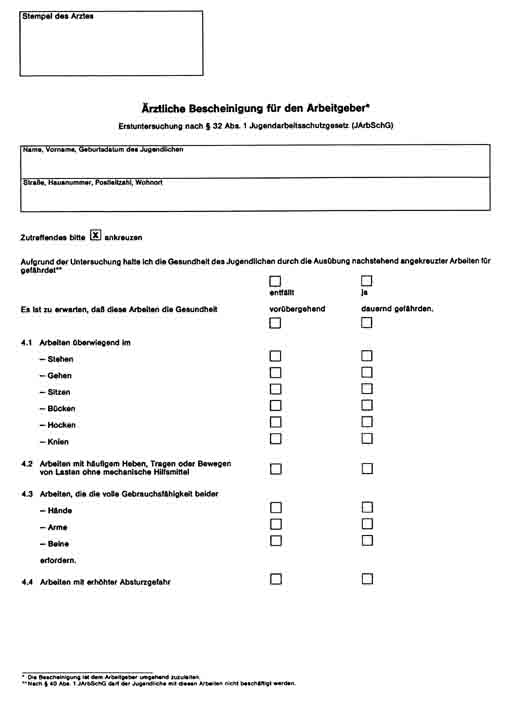 Stempel des Arztes
Ärztliche Bescheinigung für den Arbeitgeber*
Erstuntersuchung nach § 32 Abs. 1 Jugendarbeitsschutzgesetz (JArbSchG)
Name, Vorname, Geburtsdatum des Jugendlichen
Straße, Hausnummer, Postleitzahl, Wohnort
Zutreffendes bitte x ankreuzen
Aufgrund der Untersuchung halte ich die Gesundheit des Jugendlichen durch die Ausübung nachstehend angekreuzter Arbeiten für
gefährdet**
entfällt ja
Es ist zu erwarten, daß diese Arbeiten die Gesundheit vorübergehend dauernd gefährden.
4.1 Arbeiten überwiegend im
– Stehen
– Gehen
– Sitzen
– Bücken
– Hocken
– Knien
4.2 Arbeiten mit häufigem Heben, Tragen oder Bewegen
von Lasten ohne mechanische Hilfsmittel
4.3 Arbeiten, die die volle Gebrauchsfähigkeit beider
– Hände
– Arme
– Beine
erfordern.
4.4 Arbeiten mit erhöhter Absturzgefahr
* Die Bescheinigung ist dem Arbeitgeber umgehend zuzuleiten.
** Nach § 40 Abs. 1 JArbSchG darf der Jugendliche mit diesen Arbeiten nicht beschäftigt werden.